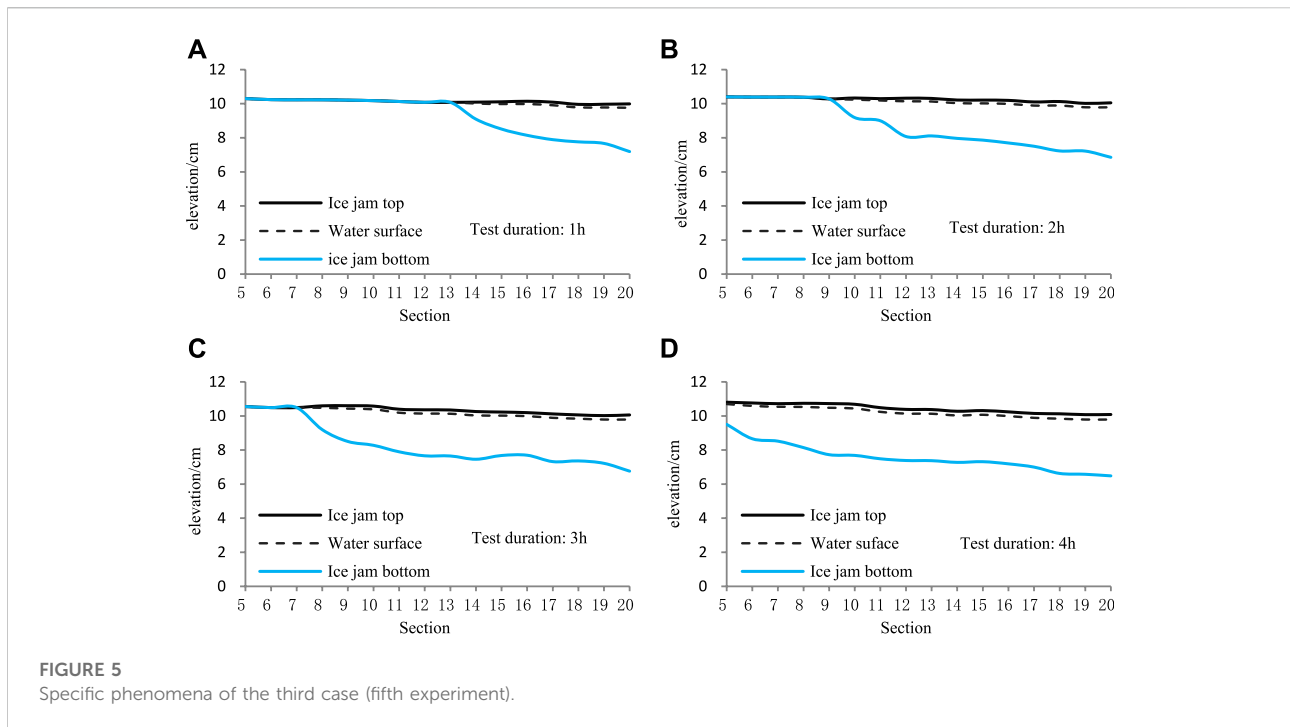 A
12
10
8
6
4
2
0
elevation/cm
Ice jam top
Water surface
ice jam bottom
Test duration: 1h
5 6 7 8 9 10 11 12 13 14 15 16 17 18 19 20
Section
B
12
10
8
6
4
2
0
elevation/cm
Ice jam top
Water surface
Ice jam bottom
Test duration: 2h
5 6 7 8 9 10 11 12 13 14 15 16 17 18 19 20
Section
C
12
10
8
6
4
2
0
elevation/cm
Ice jam top
Water surface
Ice jam bottom
Test duration: 3h
5 6 7 8 9 10 11 12 13 14 15 16 17 18 19 20
Section
D
12
10
8
6
4
2
0
elevation/cm
Ice jam top
Water suface
Ice jam bottom
Test duration: 4h
5 6 7 8 9 10 11 12 13 14 15 16 17 18 19 20
Section
FIGURE 5
Specific phenomena of the third case (fifth experiment).